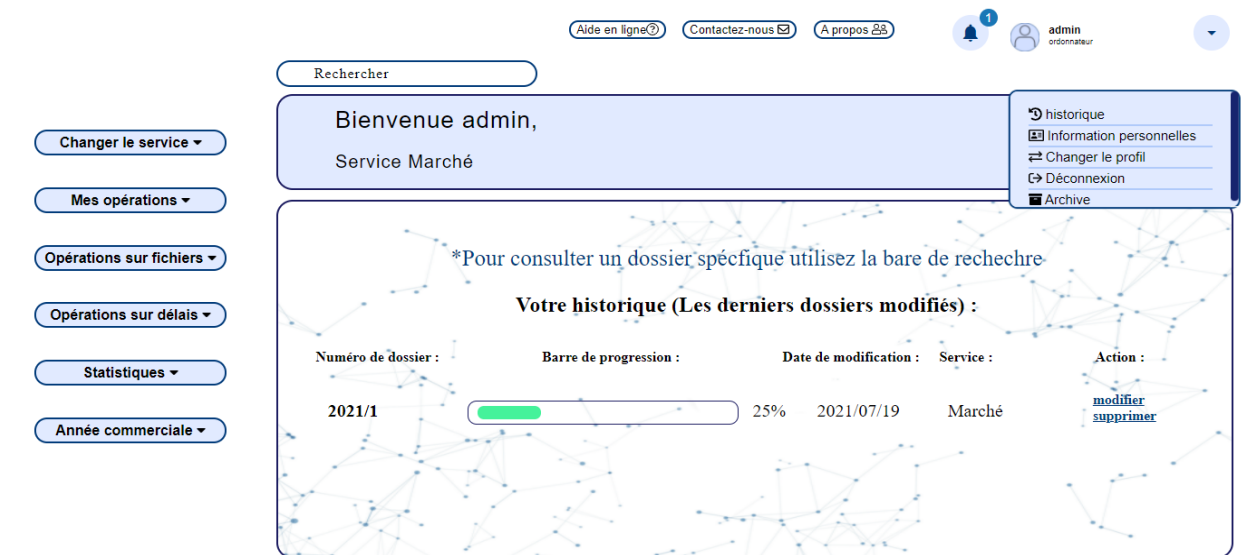 Aide en ligne
Contactez-nous
A propos
1
admin
ordonnateur
Rechercher
Bienvenue admin,
Service Marché
historique
Information personnelles
Changer le profil
Déconnexion
Archive
Changer le service
Mes opérations
Opérations sur fichiers
Opérations sur délais
Statistiques
Année commerciale
*Pour consulter un dossier spécfique utilisez la bare de rechechre
Votre historique (Les derniers dossiers modifiés) :
Numéro de dossier : Barre de progression : Date de modification : Service : Action :
2021/1 25% 2021/07/19 Marché modifier
supprimer